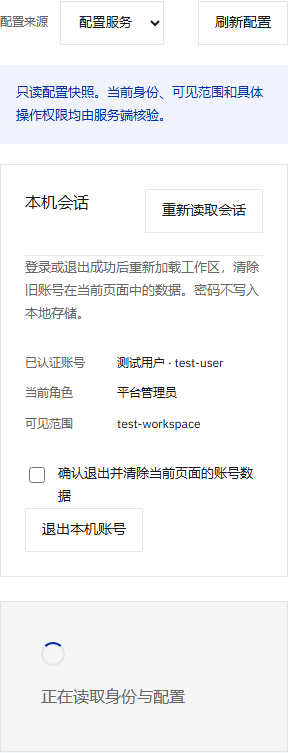 配置来源 配置服务 刷新配置
只读配置快照。当前身份、可见范围和具体
操作权限均由服务端核验。
本机会话 重新读取会话
登录或退出成功后重新加载工作区，清除
旧账号在当前页面中的数据。密码不写入
本地存储。
已认证账号 测试用户 · test-user
当前角色 平台管理员
可见范围 test-workspace
确认退出并清除当前页面的账号数
据
退出本机账号
正在读取身份与配置